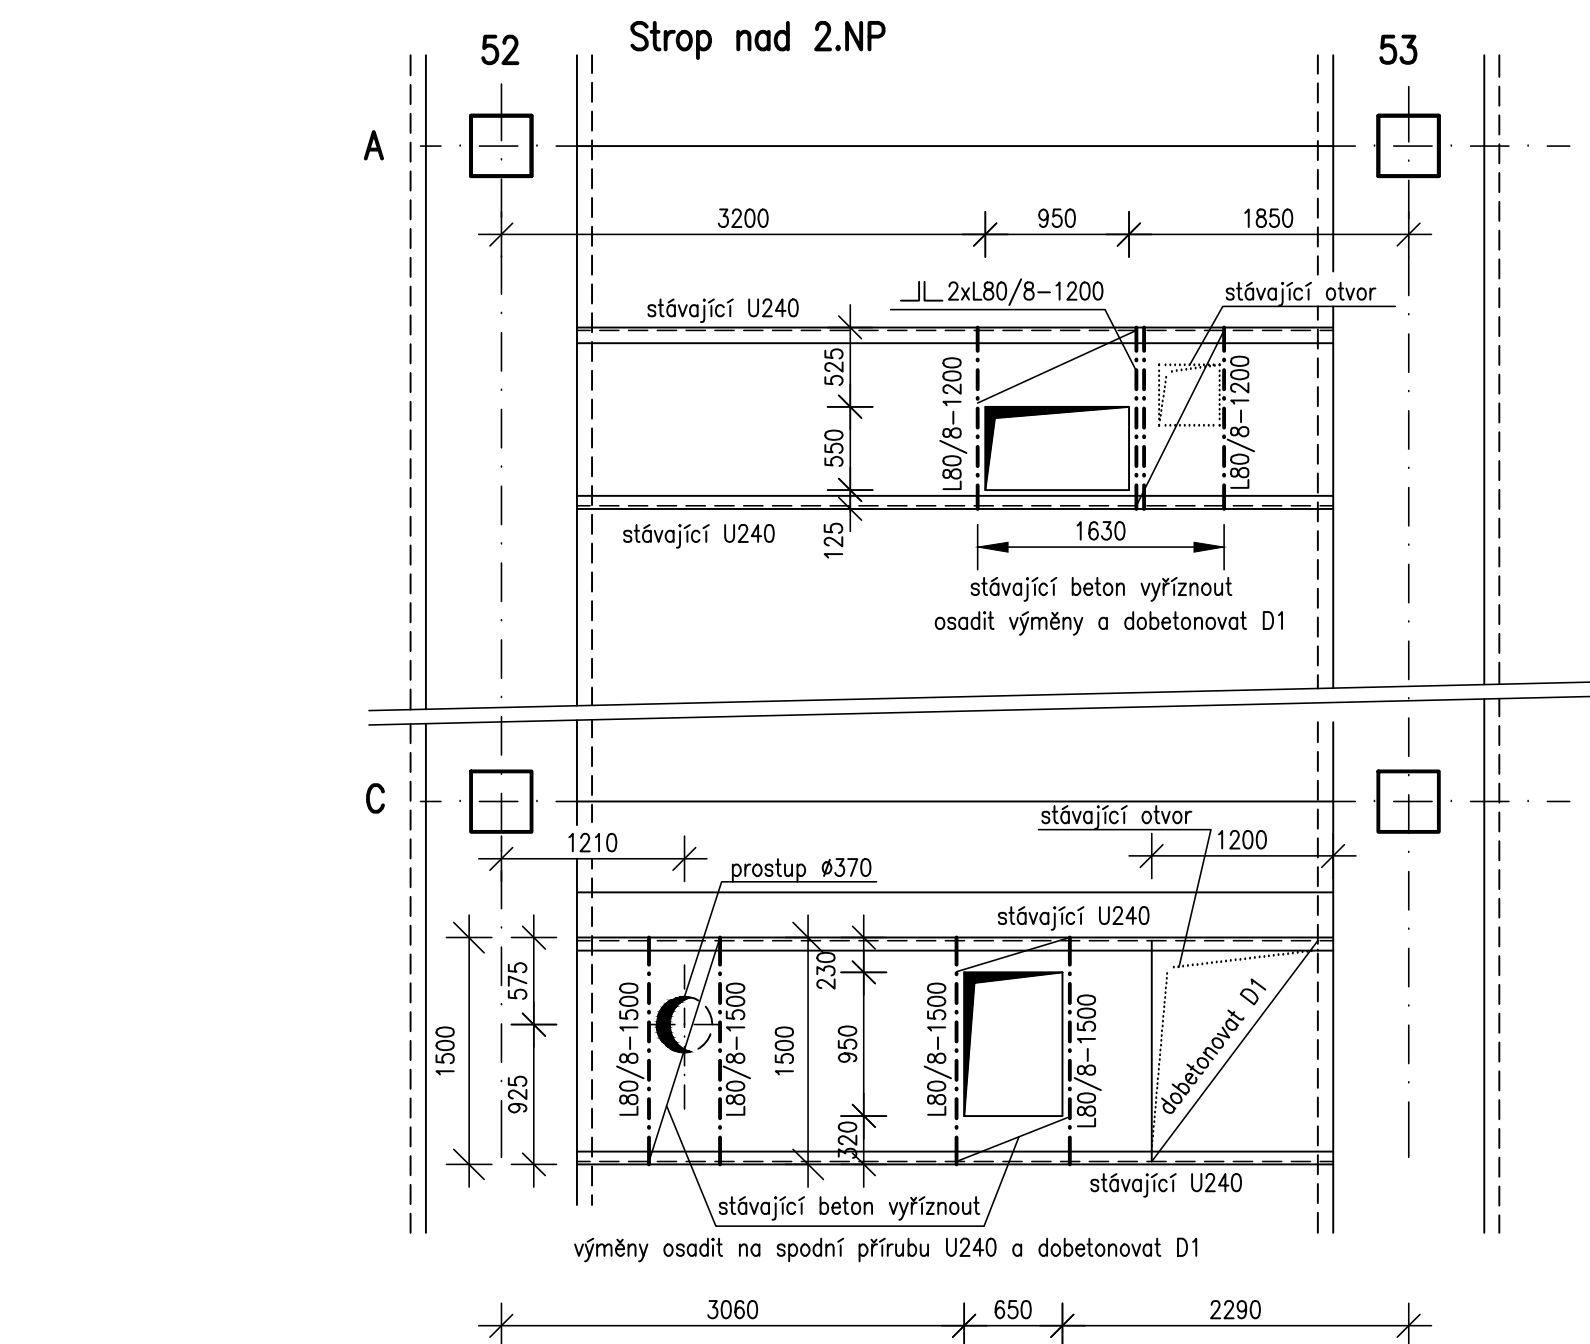 Strop nad 2.NP
52
53
A
3200
950
1850
stávající U240
2xL80/8-1200
stávající otvor
525
550
125
L80/8-1200
L80/8-1200
stávající U240
1630
stávající beton vyříznout
osadit výměny a dobetonovat D1
C
stávající otvor
1210
1200
prostup ø370
stávající U240
1500
575
925
L80/8-1500
L80/8-1500
1500
230
950
320
L80/8-1500
L80/8-1500
dobetonovat D1
stávající U240
stávající beton vyříznout
výměny osadit na spodní přírubu U240 a dobetonovat D1
3060
650
2290